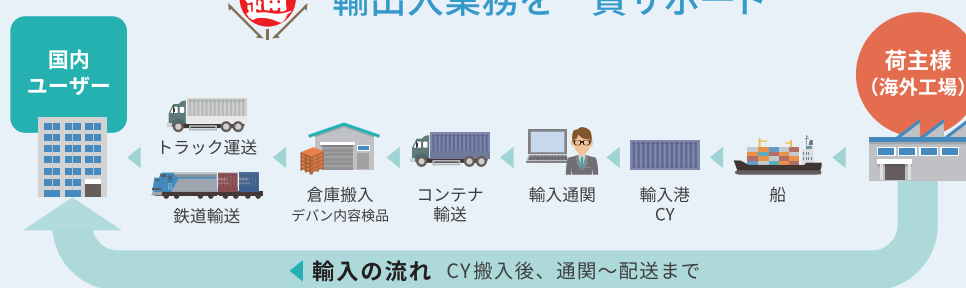 輸出入業務を一貫サポート
国内
ユーザー
荷主様
（海外工場）
トラック運送
鉄道輸送
倉庫搬入
デバン内容検品
コンテナ
輸送
輸入通関
輸入港
CY
船
輸入の流れ CY搬入後、通関～配送まで